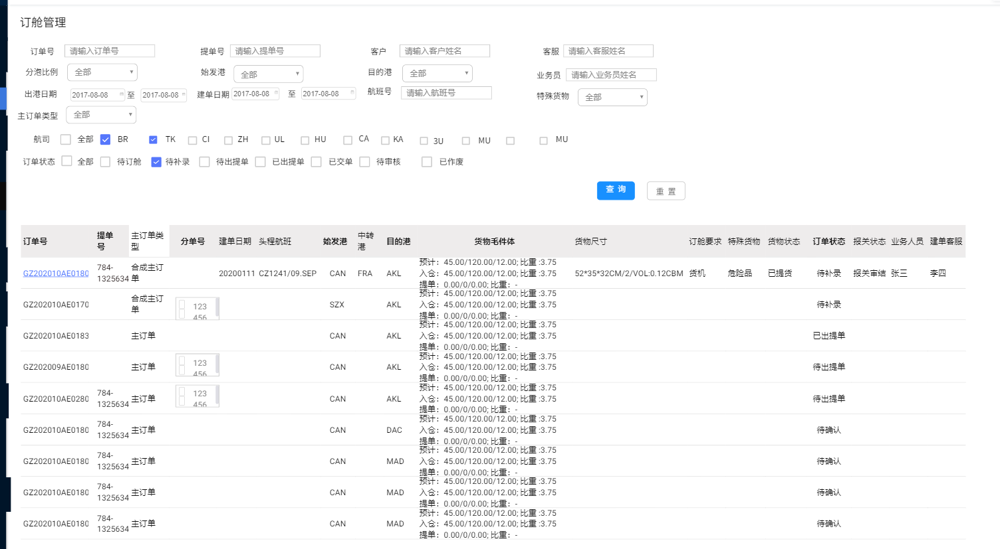 订舱管理
订单号 请输入订单号 提单号 请输入提单号 客户 请输入客户姓名 客服 请输入客服姓名
分泡比例 全部 始发港 全部 目的港 全部 业务员 请输入业务员姓名
出港日期 2017-08-08 至 2017-08-08 建单日期 2017-08-08 至 2017-08-08 航班号 请输入航班号 特殊货物 全部
主订单类型 全部
航司 全部 BR TK CI ZH UL HU CA KA 3U MU MU
订单状态 全部 待订舱 待补录 待出提单 已出提单 已交单 待审核 已作废
查 询 重 置
订单号 提单号 主订单类型 分单号 建单日期 头程航班 始发港 中转港 目的港 货物毛件体 货物尺寸 订舱要求 特殊货物 货物状态 订单状态 报关状态 业务人员 建单客服
预计：45.00/120.00/12.00; 比重 :3.75
GZ202010AE0180 784-1325634 合成主订单 20200111 CZ1241/09.SEP CAN FRA AKL 入仓：45.00/120.00/12.00; 比重 :3.75 52*35*32CM/2/VOL:0.12CBM 货机 危险品 已提货 待补录 报关审结 张三 李四
提单：0.00/0/0.00; 比重：-
预计：45.00/120.00/12.00; 比重 :3.75
GZ202010AE0170 合成主订单 123 456 SZX AKL 入仓：45.00/120.00/12.00; 比重 :3.75 待补录
提单：0.00/0/0.00; 比重：-
预计：45.00/120.00/12.00; 比重 :3.75
GZ202010AE0183 主订单 CAN AKL 入仓：45.00/120.00/12.00; 比重 :3.75 已出提单
提单：0.00/0/0.00; 比重：-
预计：45.00/120.00/12.00; 比重 :3.75
GZ202009AE0180 主订单 123 456 CAN AKL 入仓：45.00/120.00/12.00; 比重 :3.75 待出提单
提单：0.00/0/0.00; 比重：-
预计：45.00/120.00/12.00; 比重 :3.75
GZ202010AE0280 784-1325634 主订单 123 456 CAN AKL 入仓：45.00/120.00/12.00; 比重 :3.75 待出提单
提单：0.00/0/0.00; 比重：-
预计：45.00/120.00/12.00; 比重 :3.75
GZ202010AE0180 784-1325634 主订单 CAN DAC 入仓：45.00/120.00/12.00; 比重 :3.75 待确认
提单：0.00/0/0.00; 比重：-
预计：45.00/120.00/12.00; 比重 :3.75
GZ202010AE0180 784-1325634 主订单 CAN MAD 入仓：45.00/120.00/12.00; 比重 :3.75 待确认
提单：0.00/0/0.00; 比重：-
预计：45.00/120.00/12.00; 比重 :3.75
GZ202010AE0180 784-1325634 主订单 CAN MAD 入仓：45.00/120.00/12.00; 比重 :3.75 待确认
提单：0.00/0/0.00; 比重：-
预计：45.00/120.00/12.00; 比重 :3.75
GZ202010AE0180 784-1325634 主订单 CAN MAD 入仓：45.00/120.00/12.00; 比重 :3.75 待确认
提单：0.00/0/0.00; 比重：-